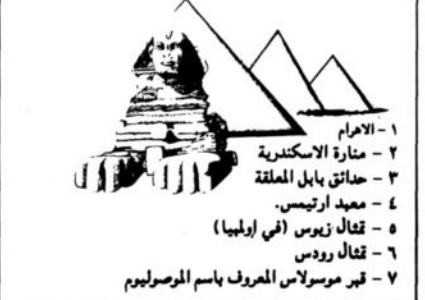 ١ - الاهرام
٢ - منارة الاسكندرية
٣ - حدائق بابل المعلقة
٤ - معبد ارتيمس.
٥ - تمثال زيوس (في اولمبيا)
٦ - تمثال رودس
٧ - قبر موسولاس المعروف باسم الموصوليوم